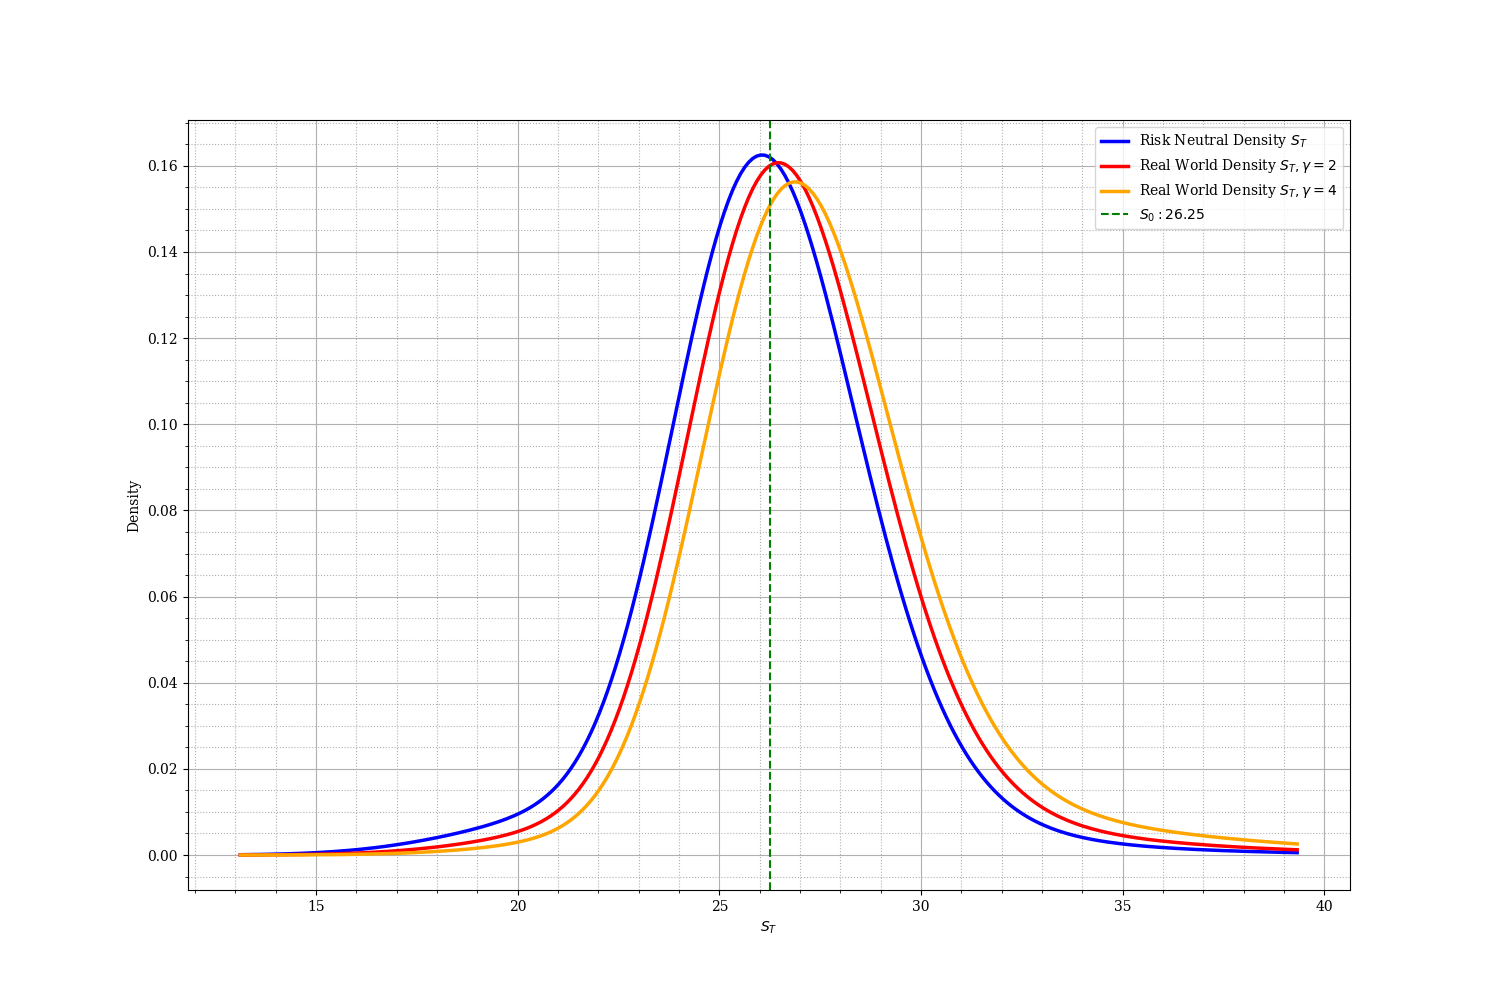 Risk Neutral Density S_T
Real World Density S_T, γ = 2
Real World Density S_T, γ = 4
S_0 : 26.25
0.16
0.14
0.12
0.10
0.08
0.06
0.04
0.02
0.00
Density
15 20 25 30 35 40
S_T